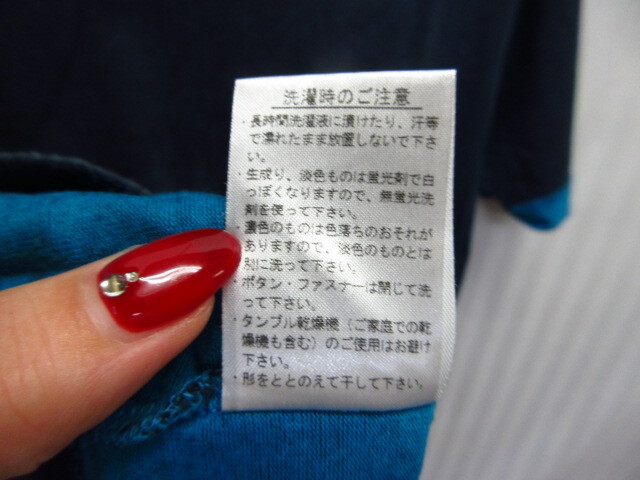 洗濯時のご注意
・長時間洗濯液に漬けたり、汗等
で濡れたまま放置しないで下さ
い。
・生成り、淡色ものは蛍光剤で白
っぽくなりますので、無蛍光洗
剤を使って下さい。
・濃色のものは色落ちのおそれが
ありますので、淡色のものとは
別に洗って下さい。
・ボタン・ファスナーは閉じて洗
って下さい。
・タンブル乾燥機（ご家庭での乾
燥機も含む）のご使用はお避け
下さい。
・形をととのえて干して下さい。